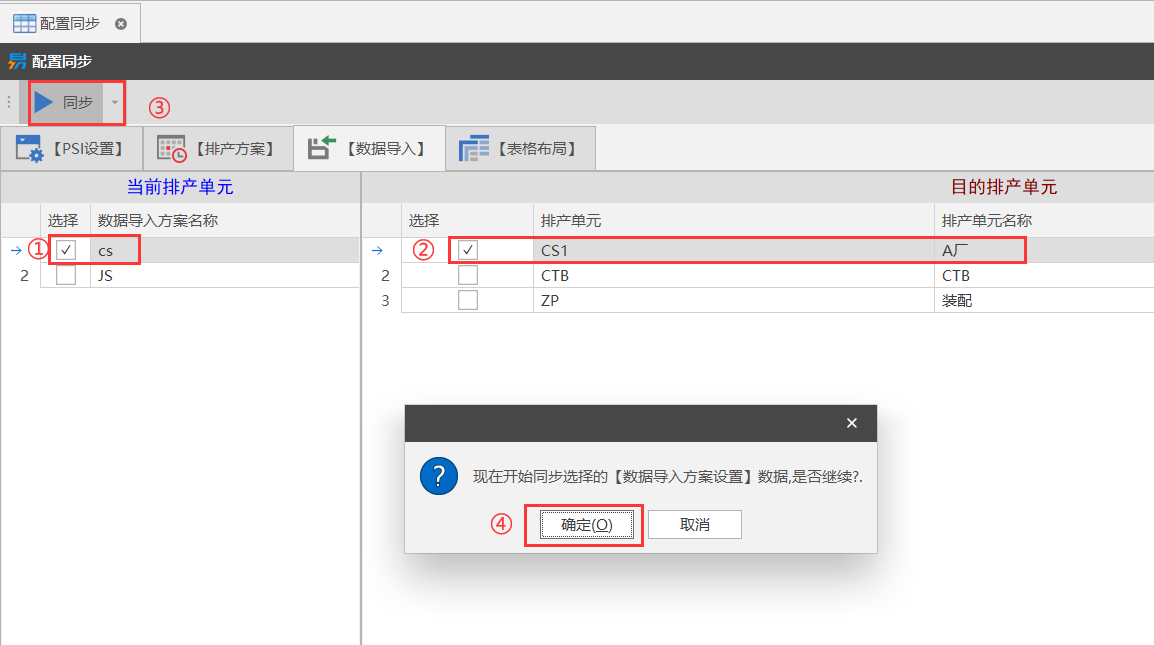 配置同步
配置同步
同步 ③
【PSI设置】 【排产方案】 【数据导入】 【表格布局】
当前排产单元 目的排产单元
选择 数据导入方案名称 选择 排产单元 排产单元名称
① cs ② CS1 A厂
2 JS 2 CTB CTB
3 ZP 装配
现在开始同步选择的【数据导入方案设置】数据,是否继续?.
④ 确定(O) 取消